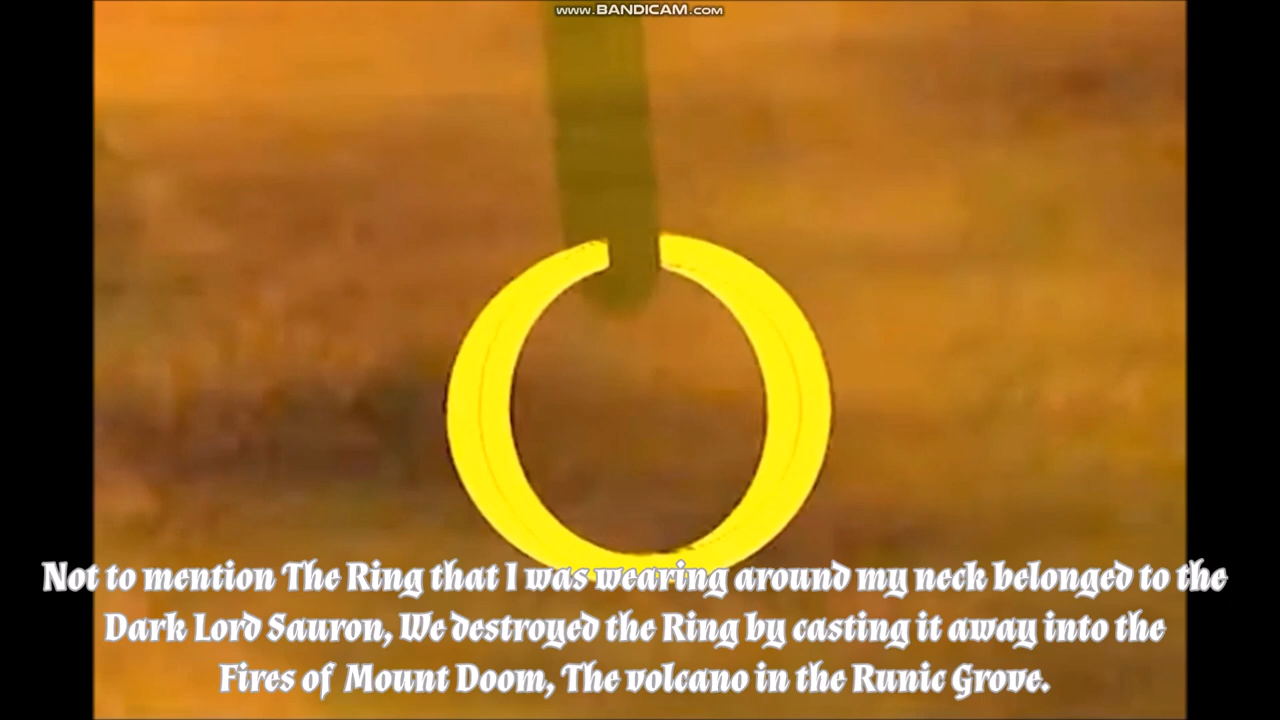 www.BANDICAM.com
Not to mention The Ring that I was wearing around my neck belonged to the
Dark Lord Sauron, We destroyed the Ring by casting it away into the
Fires of Mount Doom, The volcano in the Runic Grove.